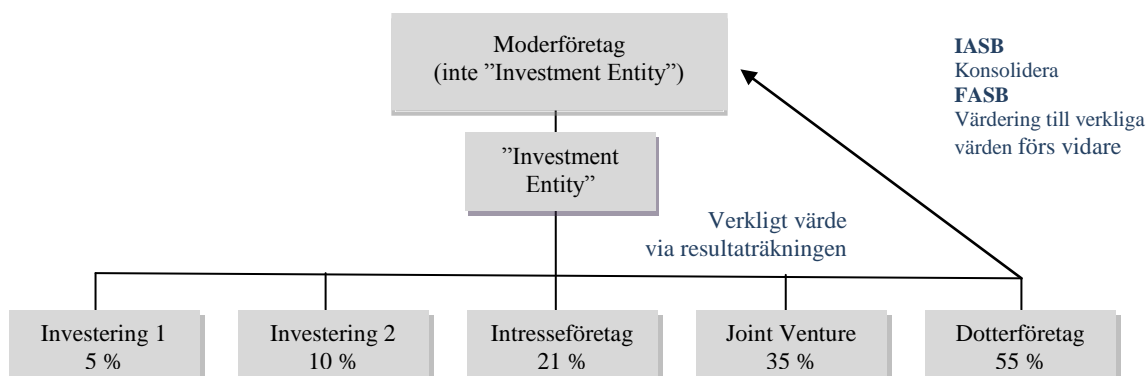 Moderföretag
(inte ”Investment Entity”)
IASB
Konsolidera
FASB
Värdering till verkliga
värden förs vidare
”Investment
Entity”
Verkligt värde
via resultaträkningen
Investering 1
5 %
Investering 2
10 %
Intresseföretag
21 %
Joint Venture
35 %
Dotterföretag
55 %